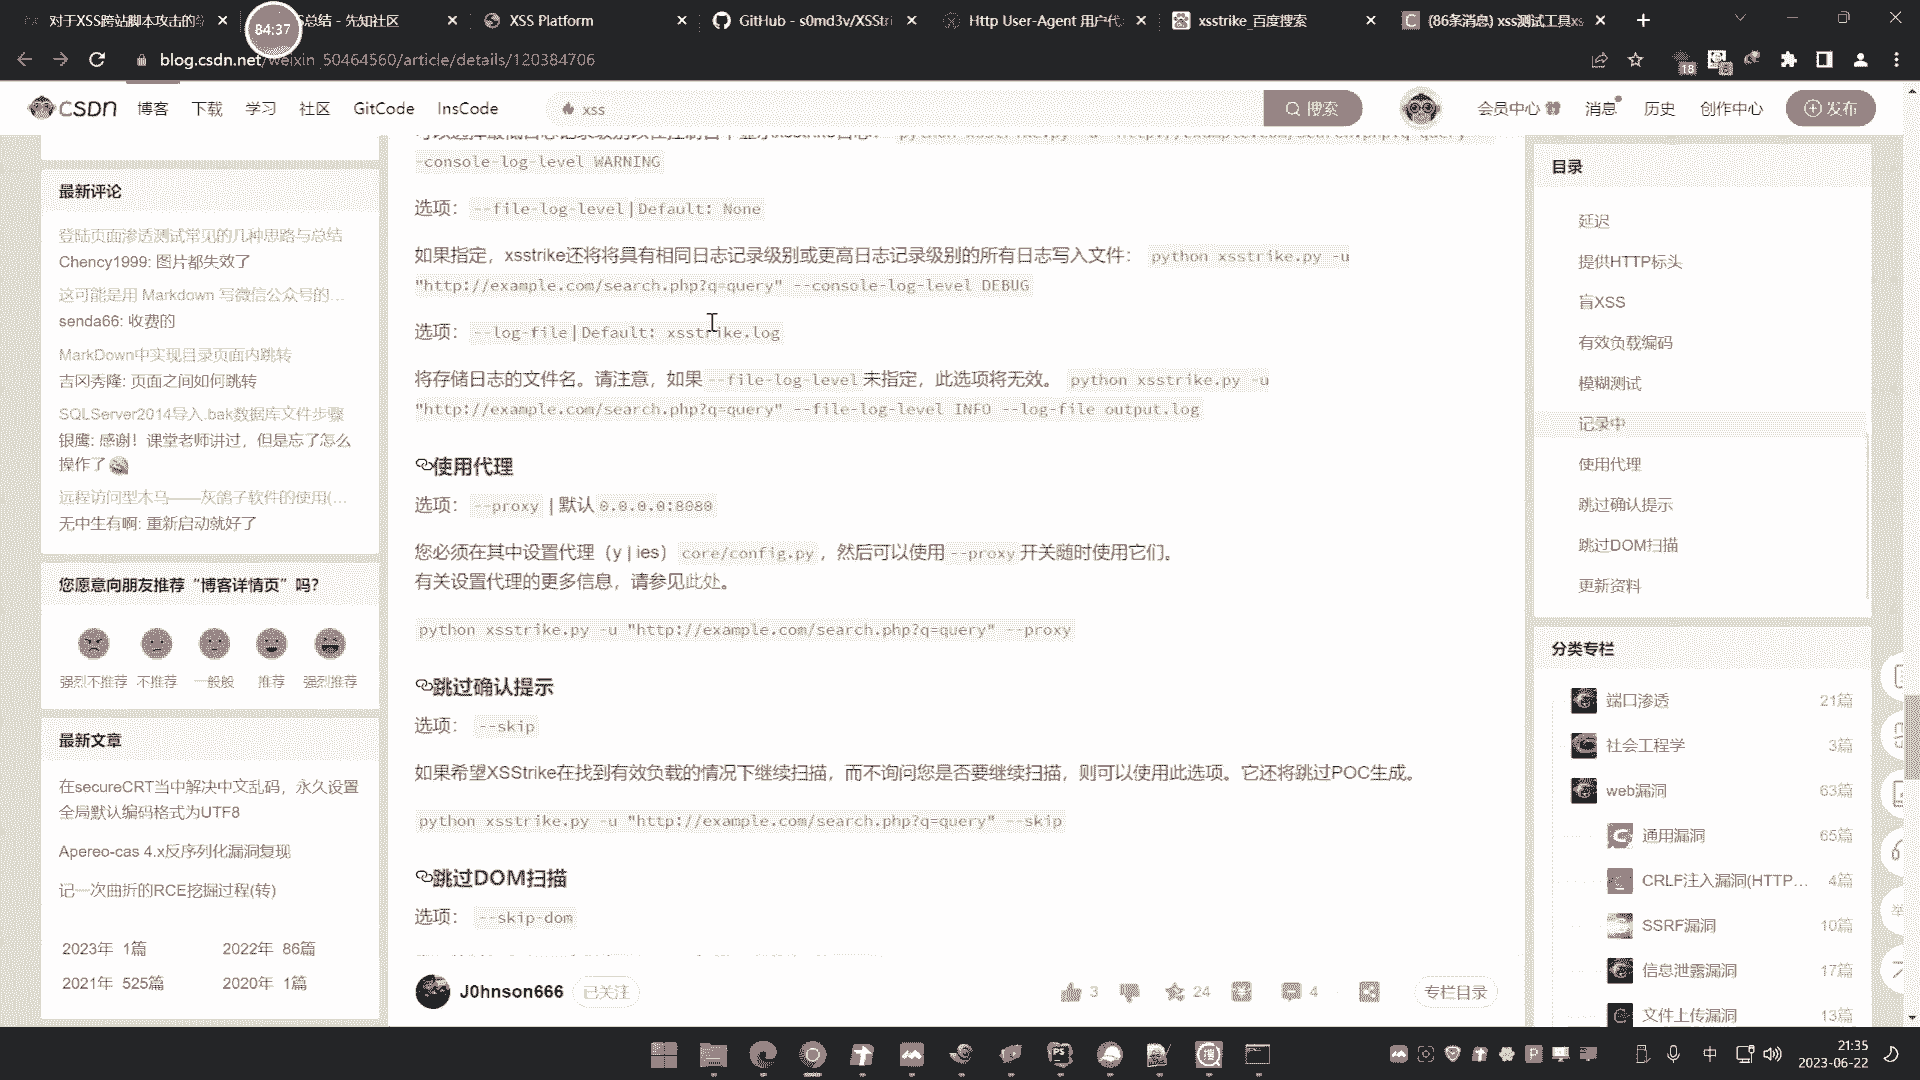 对于XSS跨站脚本攻击的
84:37
S总结 - 先知社区
XSS Platform
GitHub - s0md3v/XSStri
Http User-Agent 用户代
xsstrike_百度搜索
(86条消息) xss测试工具xs
blog.csdn.net/weixin_50464560/article/details/120384706
18
CSDN
博客
下载
学习
社区
GitCode
InsCode
xss
搜索
会员中心
消息
历史
创作中心
发布
-console-log-level WARNING
选项： --file-log-level|Default: None
如果指定，xsstrike还将将具有相同日志记录级别或更高日志记录级别的所有日志写入文件： python xsstrike.py -u
"http://example.com/search.php?q=query" --console-log-level DEBUG
选项： --log-file|Default: xsstrike.log
将存储日志的文件名。请注意，如果--file-log-level未指定，此选项将无效。 python xsstrike.py -u
"http://example.com/search.php?q=query" --file-log-level INFO --log-file output.log
使用代理
选项： --proxy | 默认0.0.0.0:8080
您必须在其中设置代理（y | ies） core/config.py ，然后可以使用--proxy开关随时使用它们。
有关设置代理的更多信息，请参见此处。
python xsstrike.py -u "http://example.com/search.php?q=query" --proxy
跳过确认提示
选项： --skip
如果希望XSStrike在找到有效负载的情况下继续扫描，而不询问您是否要继续扫描，则可以使用此选项。它还将跳过POC生成。
python xsstrike.py -u "http://example.com/search.php?q=query" --skip
跳过DOM扫描
选项： --skip-dom
J0hnson666
已关注
3
24
4
专栏目录
最新评论
登陆页面渗透测试常见的几种思路与总结
Chency1999: 图片都失效了
这可能是用 Markdown 写微信公众号的...
senda66: 收费的
MarkDown中实现目录页面内跳转
吉冈秀隆: 页面之间如何跳转
SQLServer2014导入.bak数据库文件步骤
银鹰: 感谢！课堂老师讲过，但是忘了怎么
操作了
远程访问型木马——灰鸽子软件的使用(...
无中生有啊: 重新启动就好了
您愿意向朋友推荐“博客详情页”吗？
强烈不推荐
不推荐
一般般
推荐
强烈推荐
最新文章
在secureCRT当中解决中文乱码，永久设置
全局默认编码格式为UTF8
Apereo-cas 4.x反序列化漏洞复现
记一次曲折的RCE挖掘过程(转)
2023年 1篇
2022年 86篇
2021年 525篇
2020年 1篇
目录
延迟
提供HTTP标头
盲XSS
有效负载编码
模糊测试
记录中
使用代理
跳过确认提示
跳过DOM扫描
更新资料
分类专栏
端口渗透 21篇
社会工程学 3篇
web漏洞 63篇
通用漏洞 65篇
CRLF注入漏洞(HTTP... 4篇
SSRF漏洞 10篇
信息泄露漏洞 17篇
文件上传漏洞 13篇
中
21:35
2023-06-22